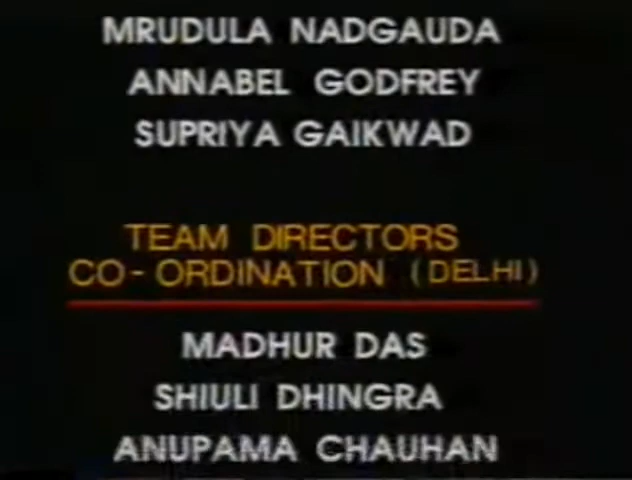 MRUDULA NADGAUDA
ANNABEL GODFREY
SUPRIYA GAIKWAD
TEAM DIRECTORS
CO-ORDINATION (DELHI)
MADHUR DAS
SHIULI DHINGRA
ANUPAMA CHAUHAN